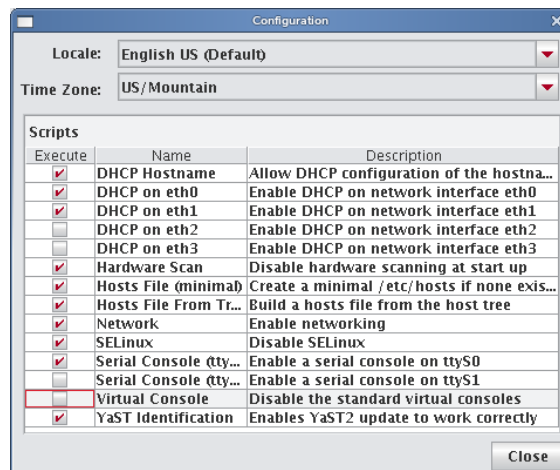 Configuration
Locale: English US (Default)
Time Zone: US/Mountain
Scripts
Execute Name Description
DHCP Hostname Allow DHCP configuration of the hostna...
DHCP on eth0 Enable DHCP on network interface eth0
DHCP on eth1 Enable DHCP on network interface eth1
DHCP on eth2 Enable DHCP on network interface eth2
DHCP on eth3 Enable DHCP on network interface eth3
Hardware Scan Disable hardware scanning at start up
Hosts File (minimal) Create a minimal /etc/hosts if none exis...
Hosts File From Tr... Build a hosts file from the host tree
Network Enable networking
SELinux Disable SELinux
Serial Console (tty... Enable a serial console on ttyS0
Serial Console (tty... Enable a serial console on ttyS1
Virtual Console Disable the standard virtual consoles
YaST Identification Enables YaST2 update to work correctly
Close